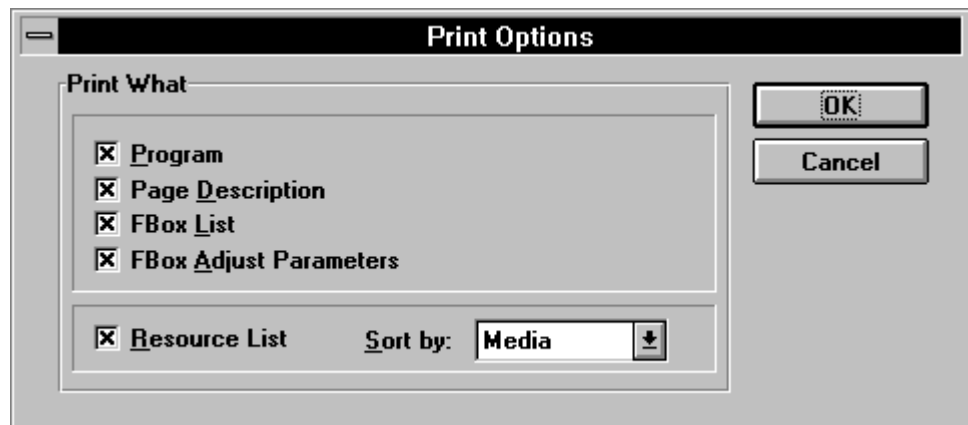 Print Options
Print What
OK
Program
Cancel
Page Description
FBox List
FBox Adjust Parameters
Resource List Sort by: Media